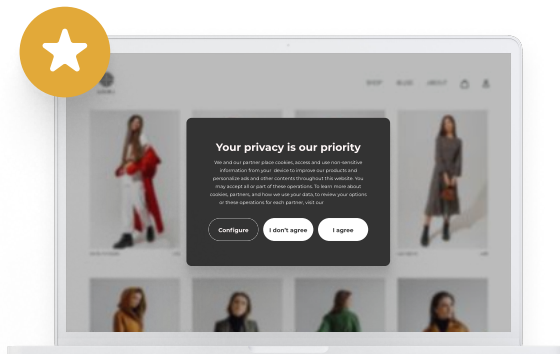 SHOP BLOG ABOUT
Your privacy is our priority
We and our partner place cookies, access and use non-sensitive
information from your device to improve our products and
personalize ads and other contents throughout this website. You
may accept all or part of these operations. To learn more about
cookies, partners, and how we use your data, to review your options
or these operations for each partner, visit our
Configure
I don't agree
I agree